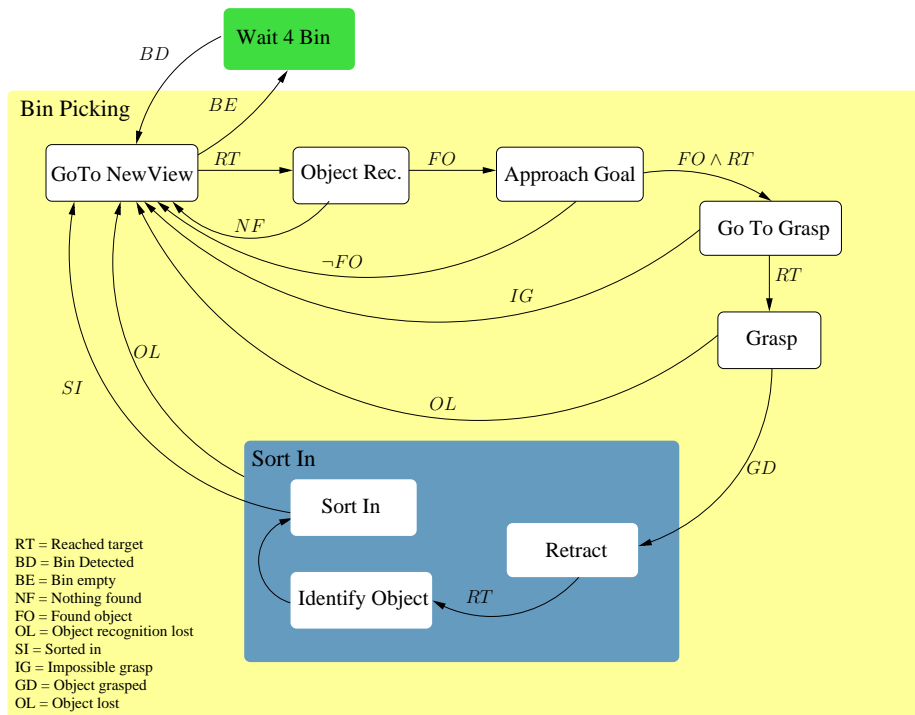 Wait 4 Bin
BD
BE
Bin Picking
GoTo NewView
RT
Object Rec.
FO
Approach Goal
FO ∧ RT
Go To Grasp
NF
¬FO
IG
RT
Grasp
OL
SI
OL
GD
Sort In
Sort In
Retract
Identify Object
RT
RT = Reached target
BD = Bin Detected
BE = Bin empty
NF = Nothing found
FO = Found object
OL = Object recognition lost
SI = Sorted in
IG = Impossible grasp
GD = Object grasped
OL = Object lost